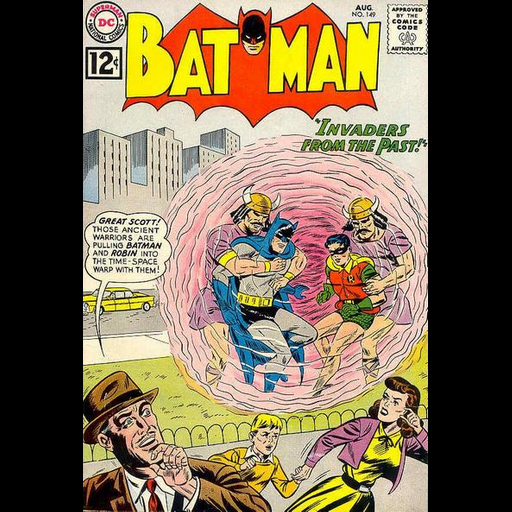 SUPERMAN
DC
NATIONAL COMICS
12¢
BATMAN
AUG.
NO. 149
APPROVED
BY THE
COMICS
CODE
AUTHORITY
"INVADERS
FROM THE PAST!"
GREAT SCOTT!
THOSE ANCIENT
WARRIORS ARE
PULLING BATMAN
AND ROBIN INTO
THE TIME-SPACE
WARP WITH THEM!
R